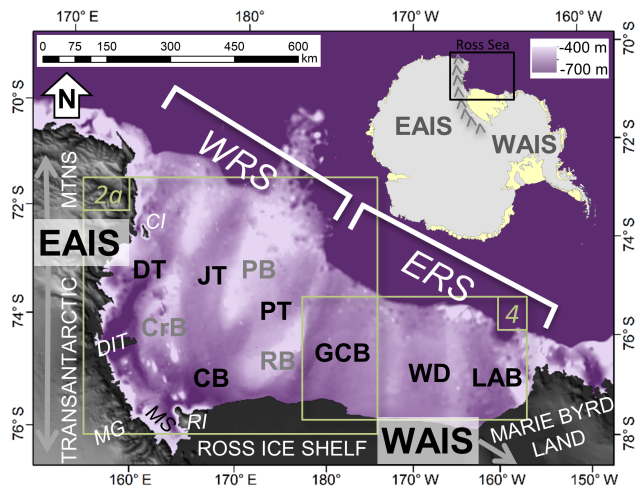 170° E
180°
170° W
160° W
0 75 150 300 450 600
km
N
Ross Sea
-400 m
-700 m
EAIS
WAIS
70°S
72°S
74°S
76°S
78°S
70°S
72°S
74°S
76°S
WRS
ERS
2a
4
TRANSANTARCTIC MTNS
EAIS
CI
DT
JT
PB
PT
CrB
DIT
RB
GCB
CB
WD
LAB
MS
RI
MG
ROSS ICE SHELF
WAIS
MARIE BYRD
LAND
160° E
170° E
180°
170° W
160° W
150° W